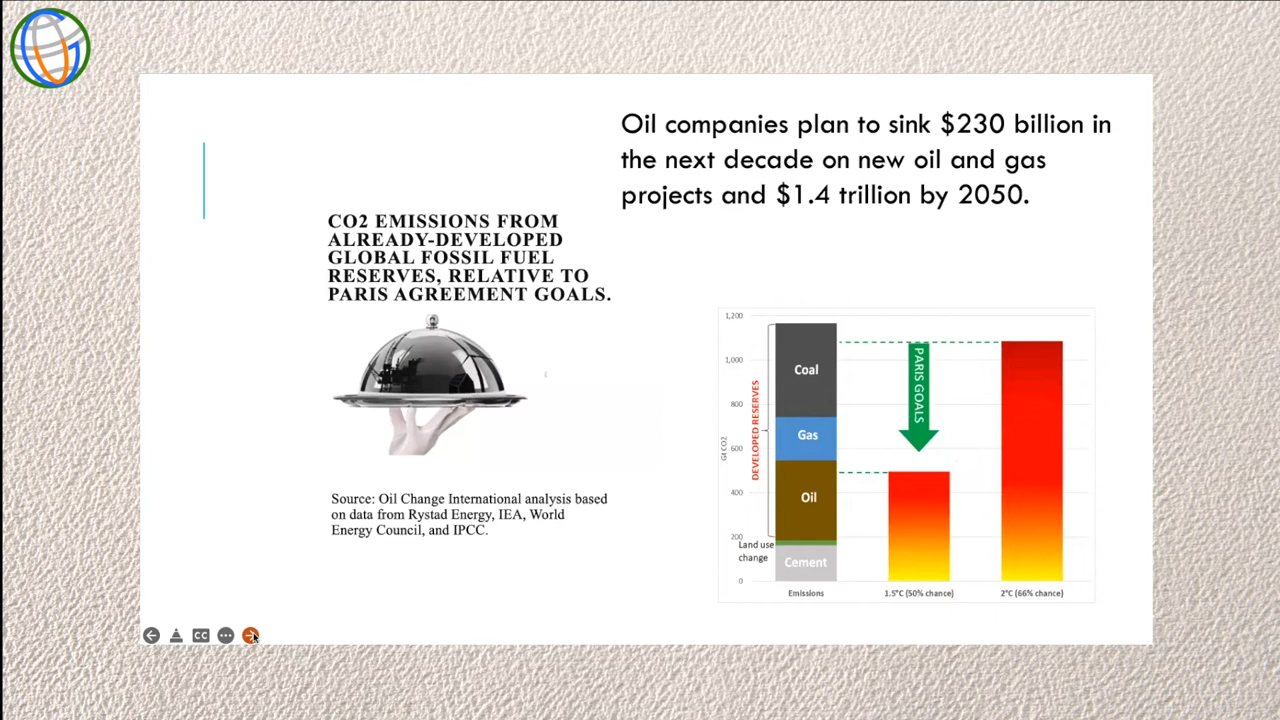 Oil companies plan to sink $230 billion in
the next decade on new oil and gas
projects and $1.4 trillion by 2050.
CO2 EMISSIONS FROM
ALREADY-DEVELOPED
GLOBAL FOSSIL FUEL
RESERVES, RELATIVE TO
PARIS AGREEMENT GOALS.
Source: Oil Change International analysis based
on data from Rystad Energy, IEA, World
Energy Council, and IPCC.
1,200
1,000
800
600
400
200
0
Gt CO2
DEVELOPED RESERVES
Coal
Gas
Oil
Land use
change
Cement
PARIS GOALS
Emissions
1.5°C (50% chance)
2°C (66% chance)
CC